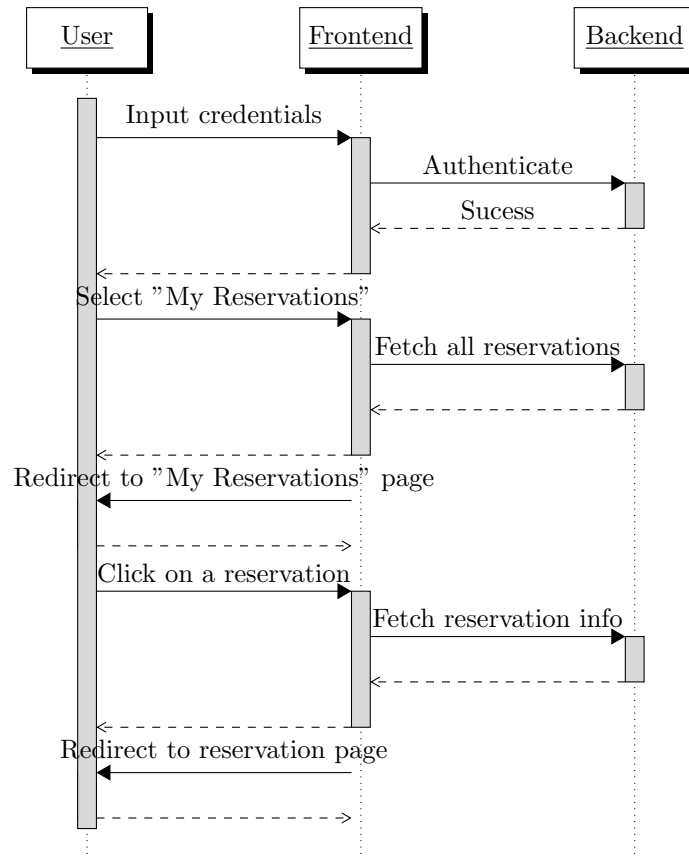 User
Frontend
Backend
Input credentials
Authenticate
Sucess
Select ”My Reservations”
Fetch all reservations
Redirect to ”My Reservations” page
Click on a reservation
Fetch reservation info
Redirect to reservation page